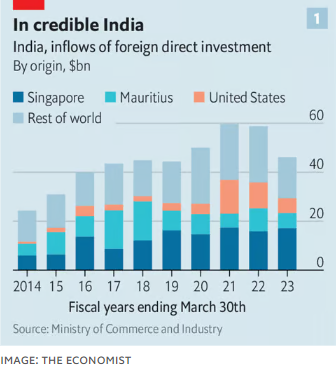 1
In credible India
India, inflows of foreign direct investment
By origin, $bn
Singapore Mauritius United States
Rest of world
60
40
20
0
2014 15 16 17 18 19 20 21 22 23
Fiscal years ending March 30th
Source: Ministry of Commerce and Industry
IMAGE: THE ECONOMIST